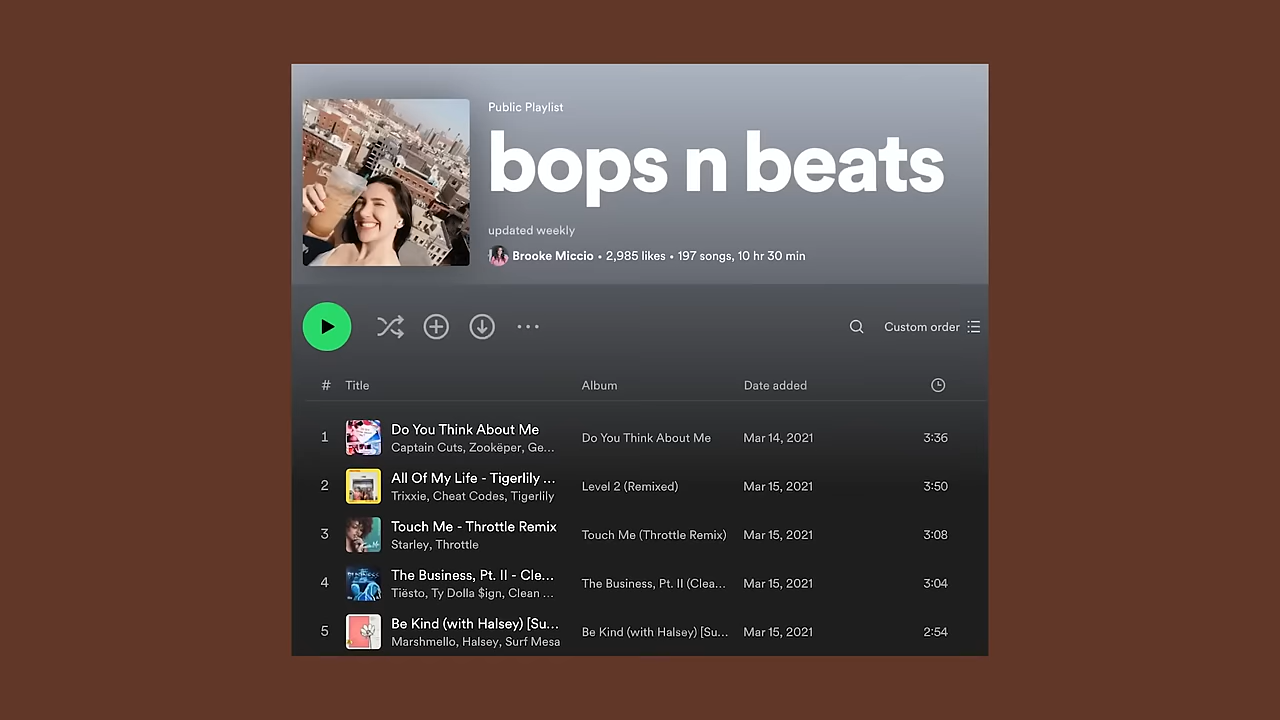 Public Playlist
bops n beats
updated weekly
Brooke Miccio • 2,985 likes • 197 songs, 10 hr 30 min
Custom order
# Title Album Date added
1 Do You Think About Me Do You Think About Me Mar 14, 2021 3:36
Captain Cuts, Zookëper, Ge...
2 All Of My Life - Tigerlily ... Level 2 (Remixed) Mar 15, 2021 3:50
Trixxie, Cheat Codes, Tigerlily
3 Touch Me - Throttle Remix Touch Me (Throttle Remix) Mar 15, 2021 3:08
Starley, Throttle
4 The Business, Pt. II - Cle... The Business, Pt. II (Clea... Mar 15, 2021 3:04
Tiësto, Ty Dolla $ign, Clean ...
5 Be Kind (with Halsey) [Su... Be Kind (with Halsey) [Su... Mar 15, 2021 2:54
Marshmello, Halsey, Surf Mesa